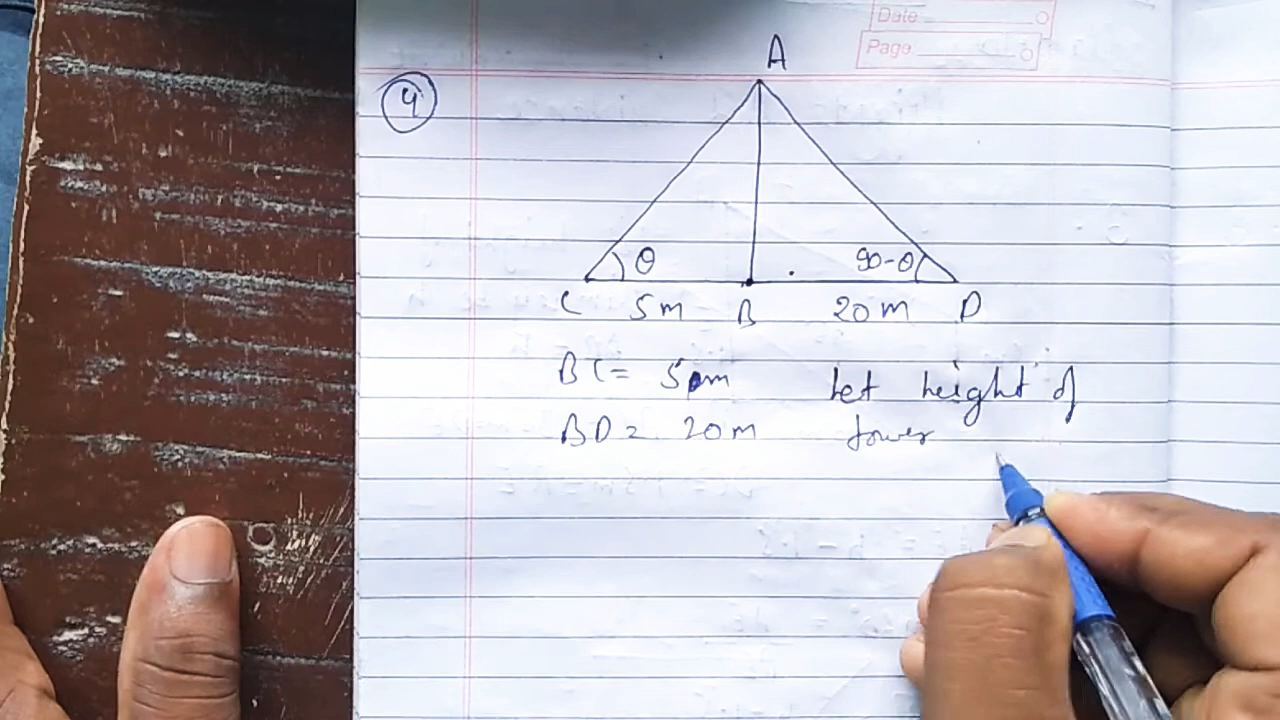 Date
Page
4
A
θ 90-θ
C 5m B 20m D
BC= 5m let height of
BD= 20m tower